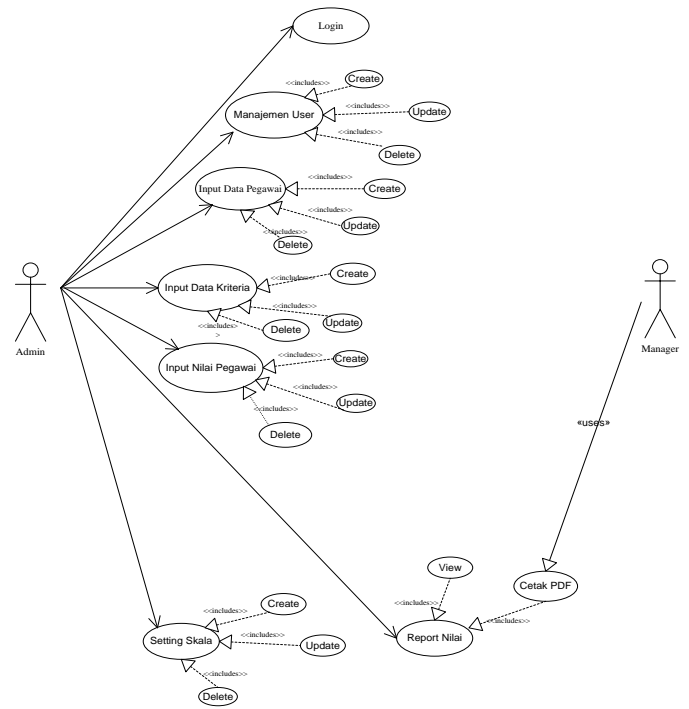 Login
<<includes>>
Create
Manajemen User
<<includes>>
Update
<<includes>>
Delete
Input Data Pegawai
<<includes>>
Create
<<includes>>
Update
<<includes>>
Delete
Admin
Manager
Input Data Kriteria
<<includes>>
Create
<<includes>>
Update
<<includes>
>
Delete
Input Nilai Pegawai
<<includes>>
Create
<<includes>>
Update
<<includes>>
Delete
«uses»
View
Cetak PDF
<<includes>>
<<includes>>
Report Nilai
Setting Skala
<<includes>>
Create
<<includes>>
Update
<<includes>>
Delete